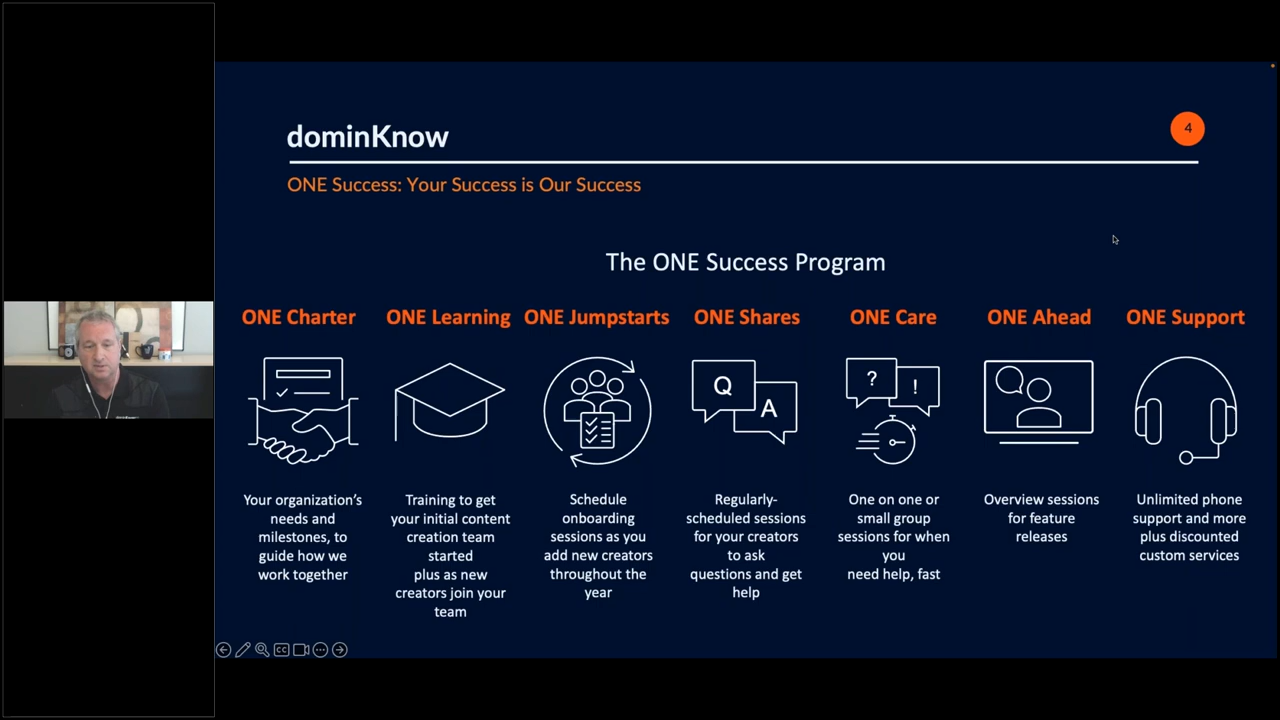 dominKnow
4
ONE Success: Your Success is Our Success
The ONE Success Program
ONE Charter
ONE Learning
ONE Jumpstarts
ONE Shares
ONE Care
ONE Ahead
ONE Support
Q
A
?
!
Your organization’s
needs and
milestones, to
guide how we
work together
Training to get
your initial content
creation team
started
plus as new
creators join your
team
Schedule
onboarding
sessions as you
add new creators
throughout the
year
Regularly-
scheduled sessions
for your creators
to ask
questions and get
help
One on one or
small group
sessions for when
you
need help, fast
Overview sessions
for feature
releases
Unlimited phone
support and more
plus discounted
custom services
CC